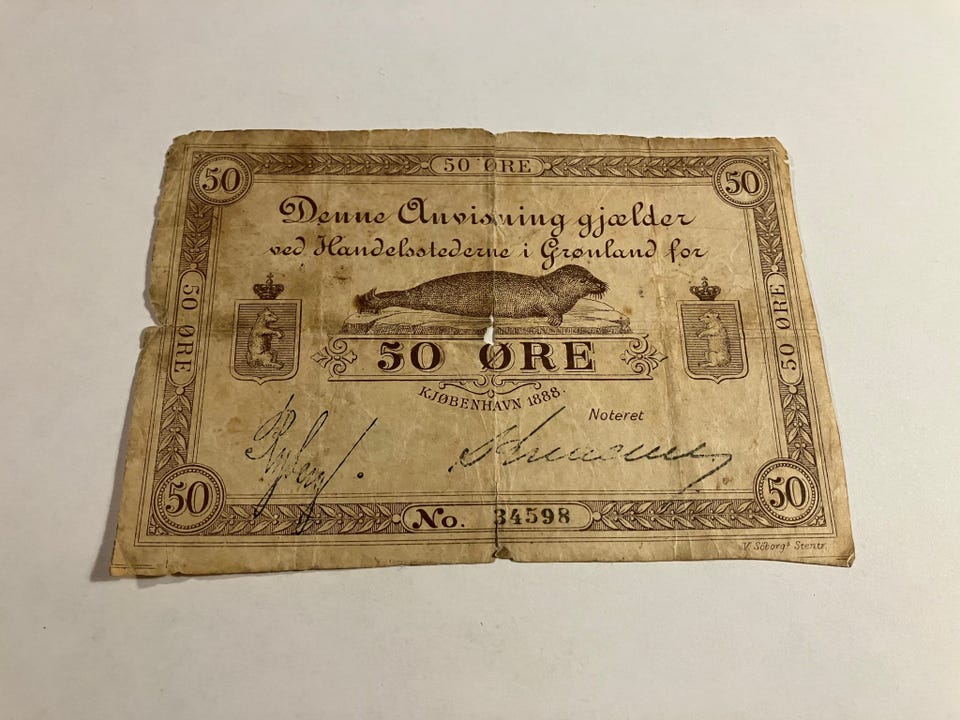 50 ØRE
50 50
Denne Anvisning gjælder
ved Handelsstederne i Grønland for
50 ØRE
50 ØRE
50 ØRE
KJØBENHAVN 1888.
Noteret
50 50
No. 34598
V. Söborgs Stentr.